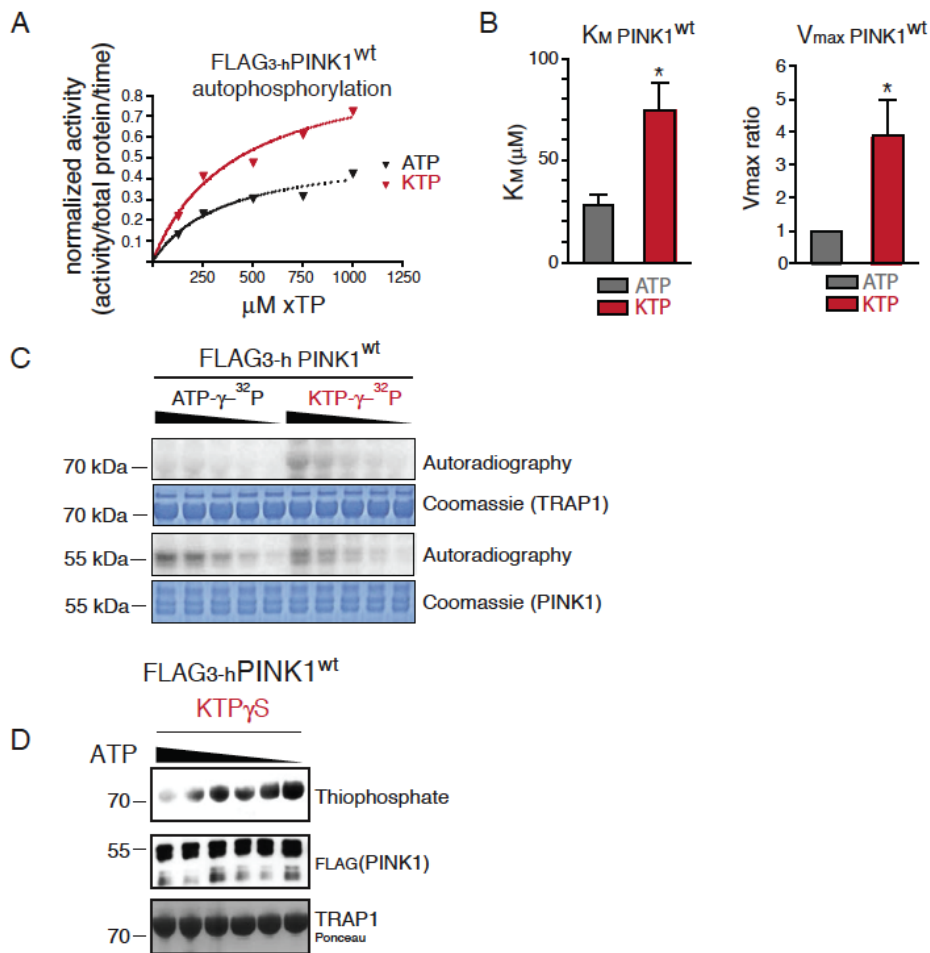 A
FLAG3-hPINK1wt
autophosphorylation
normalized activity
(activity/total protein/time)
0.8
0.7
0.6
0.5
0.4
0.3
0.2
0.1
250 500 750 1000 1250
μM xTP
ATP
KTP
B
KM PINK1wt
KM(μM)
100
50
0
*
ATP
KTP
Vmax PINK1wt
Vmax ratio
6
5
4
3
2
1
0
*
ATP
KTP
C
FLAG3-h PINK1wt
ATP-γ-32P KTP-γ-32P
70 kDa Autoradiography
70 kDa Coomassie (TRAP1)
55 kDa Autoradiography
55 kDa Coomassie (PINK1)
FLAG3-hPINK1wt
KTPγS
D
ATP
70 Thiophosphate
55
FLAG(PINK1)
TRAP1
Ponceau
70